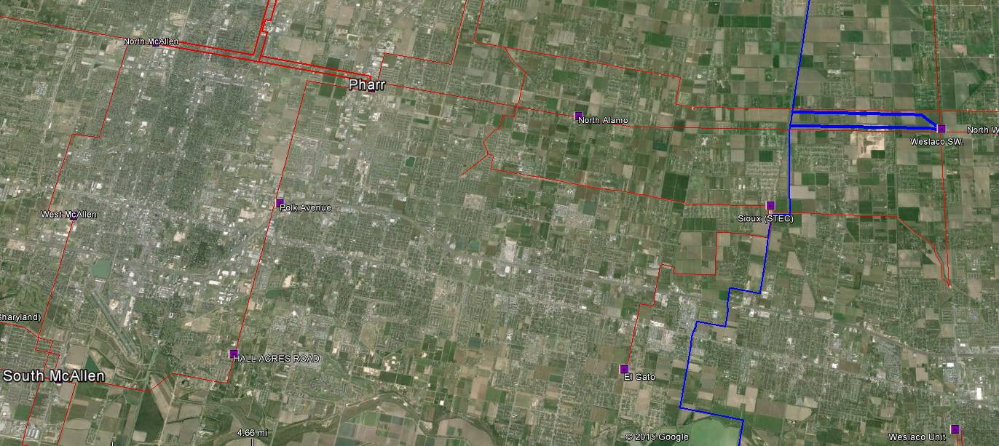 North McAllen
Pharr
North Alamo
North W
Weslaco SW.
Polk Avenue
West McAllen
Sioux (STEC)
Sharyland)
HALL ACRES ROAD
South McAllen
El Gato
4.66 mi
© 2015 Google
Weslaco Unit